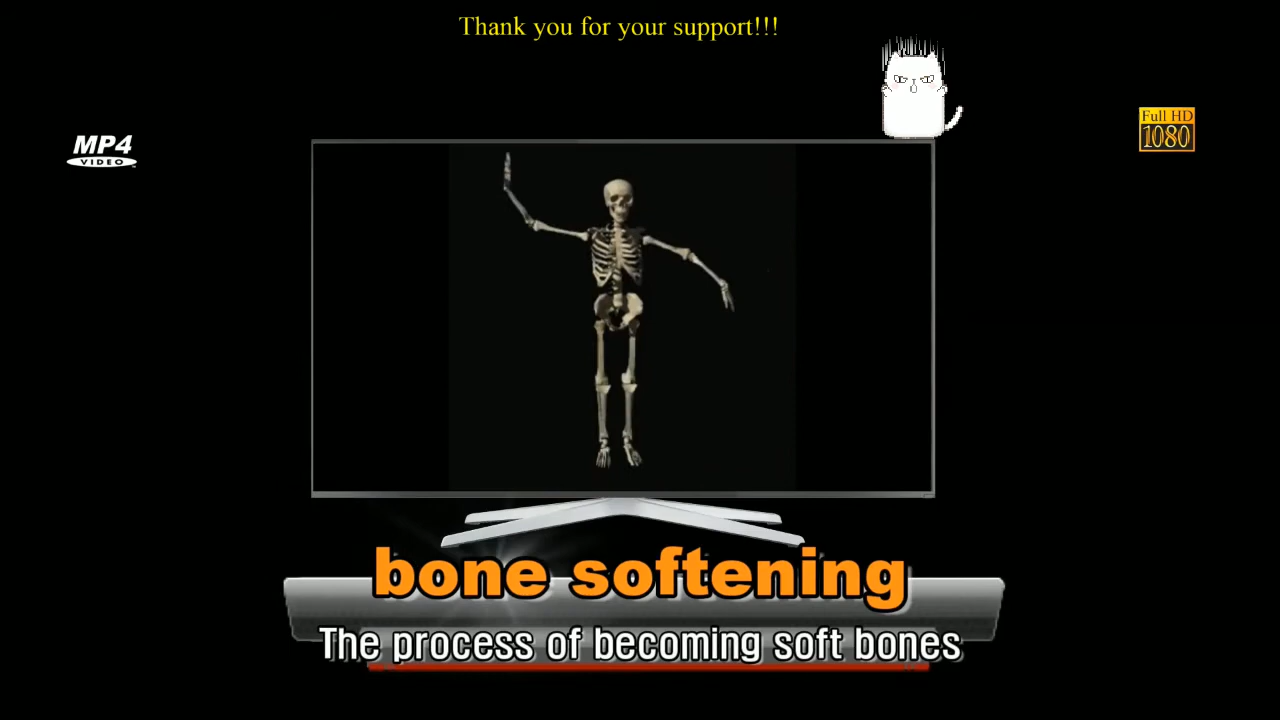 Thank you for your support!!!
MP4
VIDEO
Full HD
1080
bone softening
The process of becoming soft bones